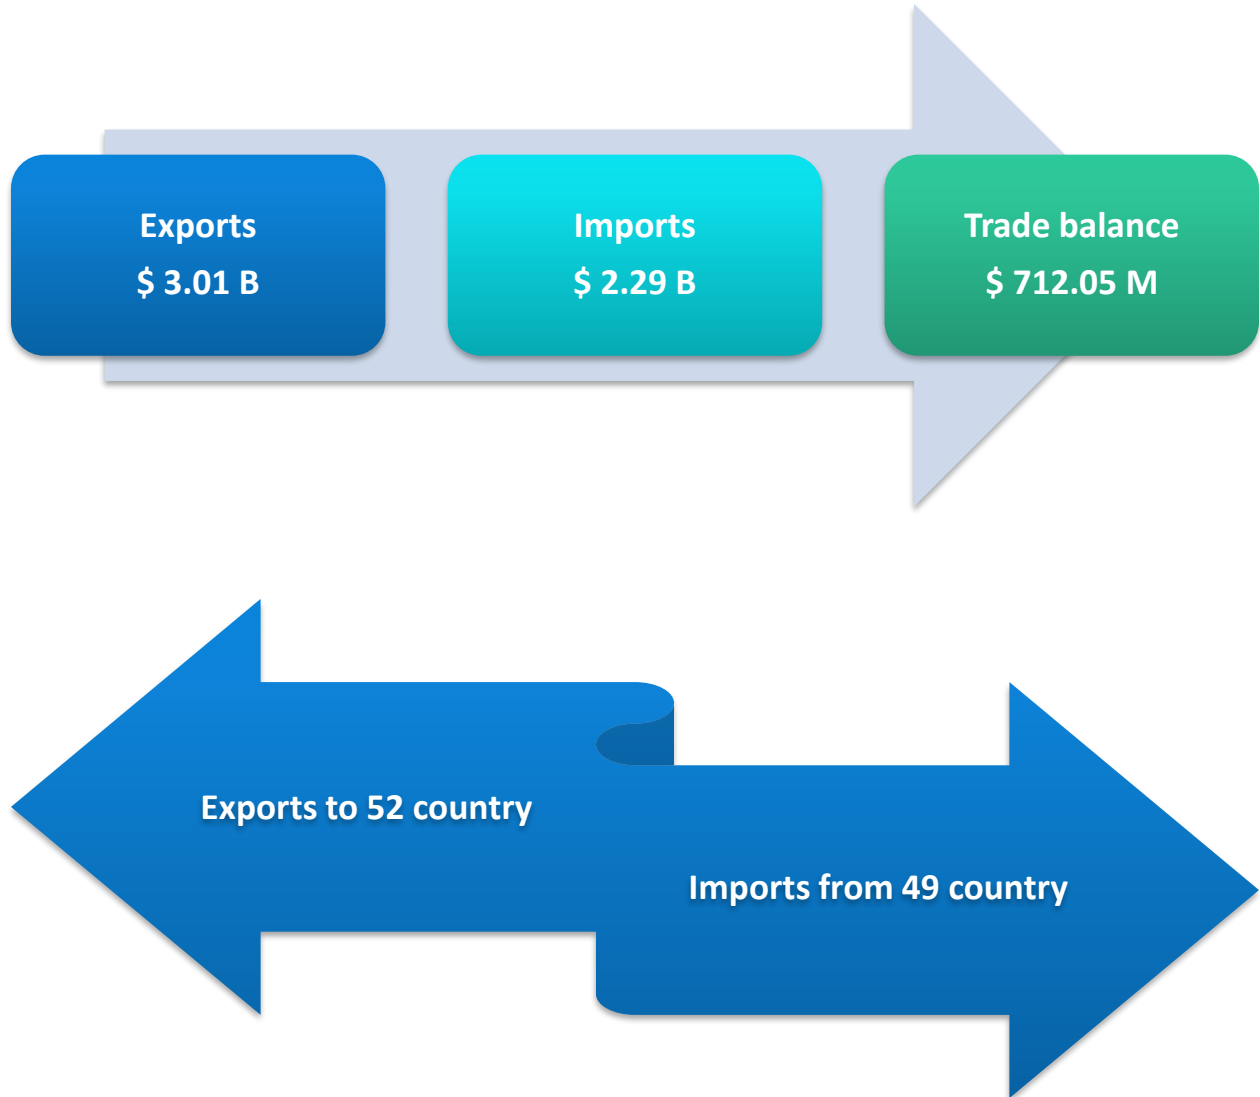 Exports
$ 3.01 B
Imports
$ 2.29 B
Trade balance
$ 712.05 M
Exports to 52 country
Imports from 49 country